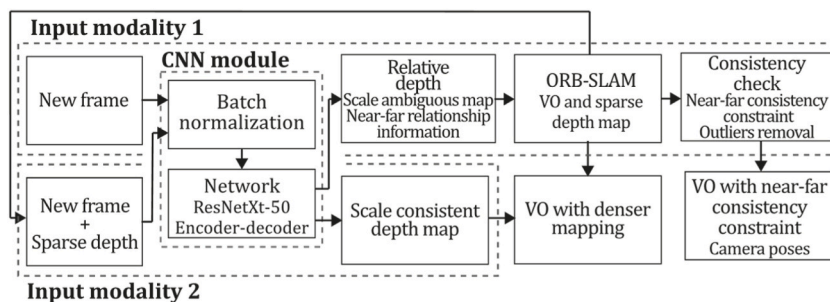 Input modality 1
CNN module
New frame
Batch
normalization
Relative
depth
Scale ambiguous map
Near-far relationship
information
ORB-SLAM
VO and sparse
depth map
Consistency
check
Near-far consistency
constraint
Outliers removal
New frame
+
Sparse depth
Network
ResNetXt-50
Encoder-decoder
Scale consistent
depth map
VO with denser
mapping
VO with near-far
consistency
constraint
Camera poses
Input modality 2